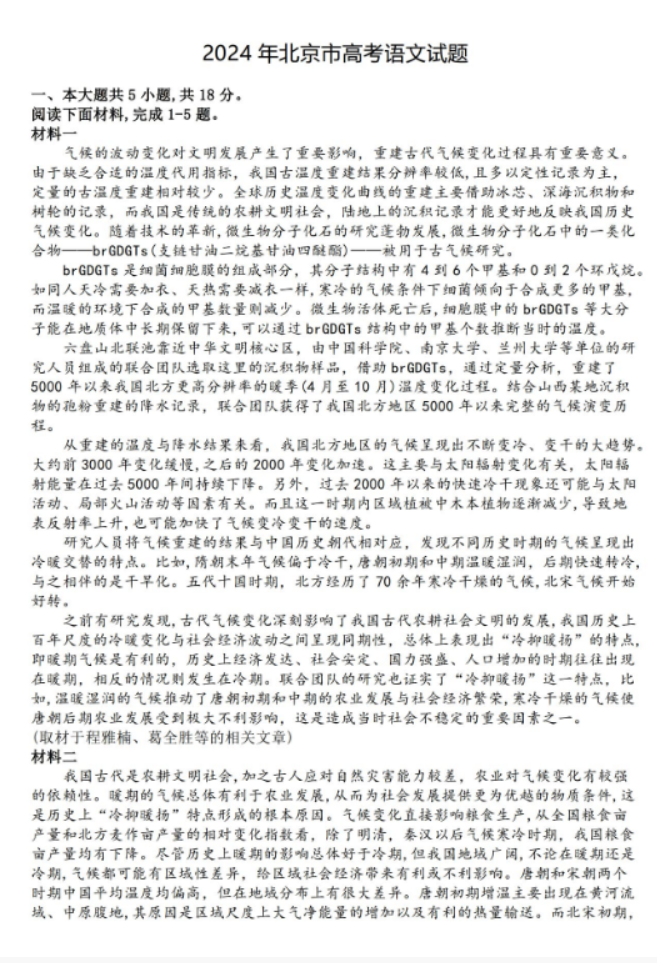 2024 年北京市高考语文试题
一、本大题共 5 小题,共 18 分。
阅读下面材料,完成 1-5 题。
材料一
气候的波动变化对文明发展产生了重要影响，重建古代气候变化过程具有重要意义。
由于缺乏合适的温度代用指标，我国古温度重建结果分辨率较低,且多以定性记录为主，
定量的古温度重建相对较少。全球历史温度变化曲线的重建主要借助冰芯、深海沉积物和
树轮的记录，而我国是传统的农耕文明社会，陆地上的沉积记录才能更好地反映我国历史
气候变化。随着技术的革新,微生物分子化石的研究蓬勃发展,微生物分子化石中的一类化
合物——brGDGTs(支链甘油二烷基甘油四醚酯)——被用于古气候研究。
brGDGTs 是细菌细胞膜的组成部分，其分子结构中有 4 到 6 个甲基和 0 到 2 个环戊烷。
如同人天冷需要加衣、天热需要减衣一样,寒冷的气候条件下细菌倾向于合成更多的甲基,
而温暖的环境下合成的甲基数量则减少。微生物活体死亡后,细胞膜中的 brGDGTs 等大分
子能在地质体中长期保留下来,可以通过 brGDGTs 结构中的甲基个数推断当时的温度。
六盘山北联池靠近中华文明核心区，由中国科学院、南京大学、兰州大学等单位的研
究人员组成的联合团队选取这里的沉积物样品，借助 brGDGTs，通过定量分析，重建了
5000 年以来我国北方更高分辨率的暖季(4 月至 10 月)温度变化过程。结合山西某地沉积
物的孢粉重建的降水记录，联合团队获得了我国北方地区 5000 年以来完整的气候演变历
程。
从重建的温度与降水结果来看，我国北方地区的气候呈现出不断变冷、变干的大趋势。
大约前 3000 年变化缓慢,之后的 2000 年变化加速。这主要与太阳辐射变化有关，太阳辐
射能量在过去 5000 年间持续下降。另外，过去 2000 年以来的快速冷干现象还可能与太阳
活动、局部火山活动等因素有关。而且这一时期内区域植被中木本植物逐渐减少,导致地
表反射率上升,也可能加快了气候变冷变干的速度。
研究人员将气候重建的结果与中国历史朝代相对应，发现不同历史时期的气候呈现出
冷暖交替的特点。比如,隋朝末年气候偏于冷干,唐朝初期和中期温暖湿润，后期快速转冷,
与之相伴的是干旱化。五代十国时期，北方经历了 70 余年寒冷干燥的气候,北宋气候开始
好转。
之前有研究发现,古代气候变化深刻影响了我国古代农耕社会文明的发展,我国历史上
百年尺度的冷暖变化与社会经济波动之间呈现同期性，总体上表现出“冷抑暖扬”的特点,
即暖期气候是有利的，历史上经济发达、社会安定、国力强盛、人口增加的时期往往出现
在暖期，相反的情况则发生在冷期。联合团队的研究也证实了“冷抑暖扬”这一特点，比
如,温暖湿润的气候推动了唐朝初期和中期的农业发展与社会经济繁荣,寒冷干燥的气候使
唐朝后期农业发展受到极大不利影响，这是造成当时社会不稳定的重要因素之一。
(取材于程雅楠、葛全胜等的相关文章)
材料二
我国古代是农耕文明社会,加之古人应对自然灾害能力较差，农业对气候变化有较强
的依赖性。暖期的气候总体有利于农业发展,从而为社会发展提供更为优越的物质条件,这
是历史上“冷抑暖扬”特点形成的根本原因。气候变化直接影响粮食生产,从全国粮食亩
产量和北方麦作亩产量的相对变化指数看，除了明清，秦汉以后气候寒冷时期，我国粮食
亩产量均有下降。尽管历史上暖期的影响总体好于冷期,但我国地域广阔,不论在暖期还是
冷期,气候都可能有区域性差异，给区域社会经济带来有利或不利影响。唐朝和宋朝两个
时期中国平均温度均偏高，但在地域分布上有很大差异。唐朝初期增温主要出现在黄河流
域、中原腹地,其原因是区域尺度上大气净能量的增加以及有利的热量输送。而北宋初期,